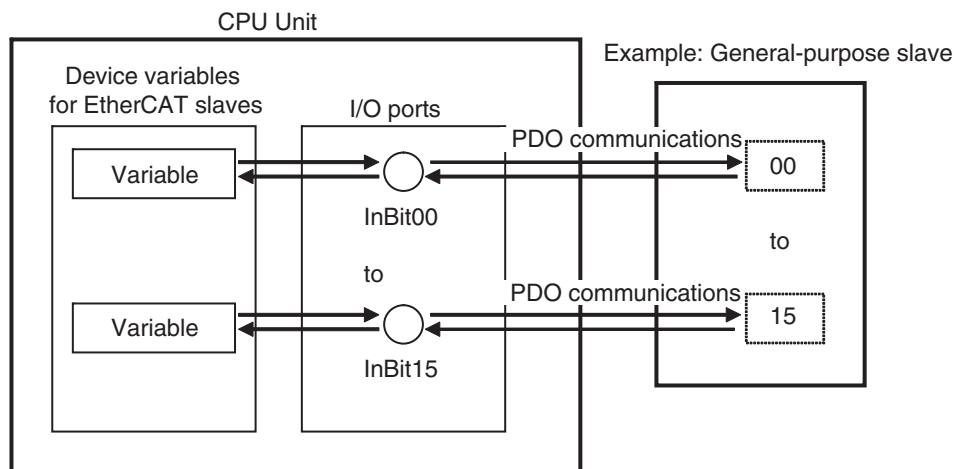 CPU Unit
Example: General-purpose slave
Device variables
for EtherCAT slaves
I/O ports
PDO communications
Variable
00
InBit00
to
to
PDO communications
Variable
15
InBit15